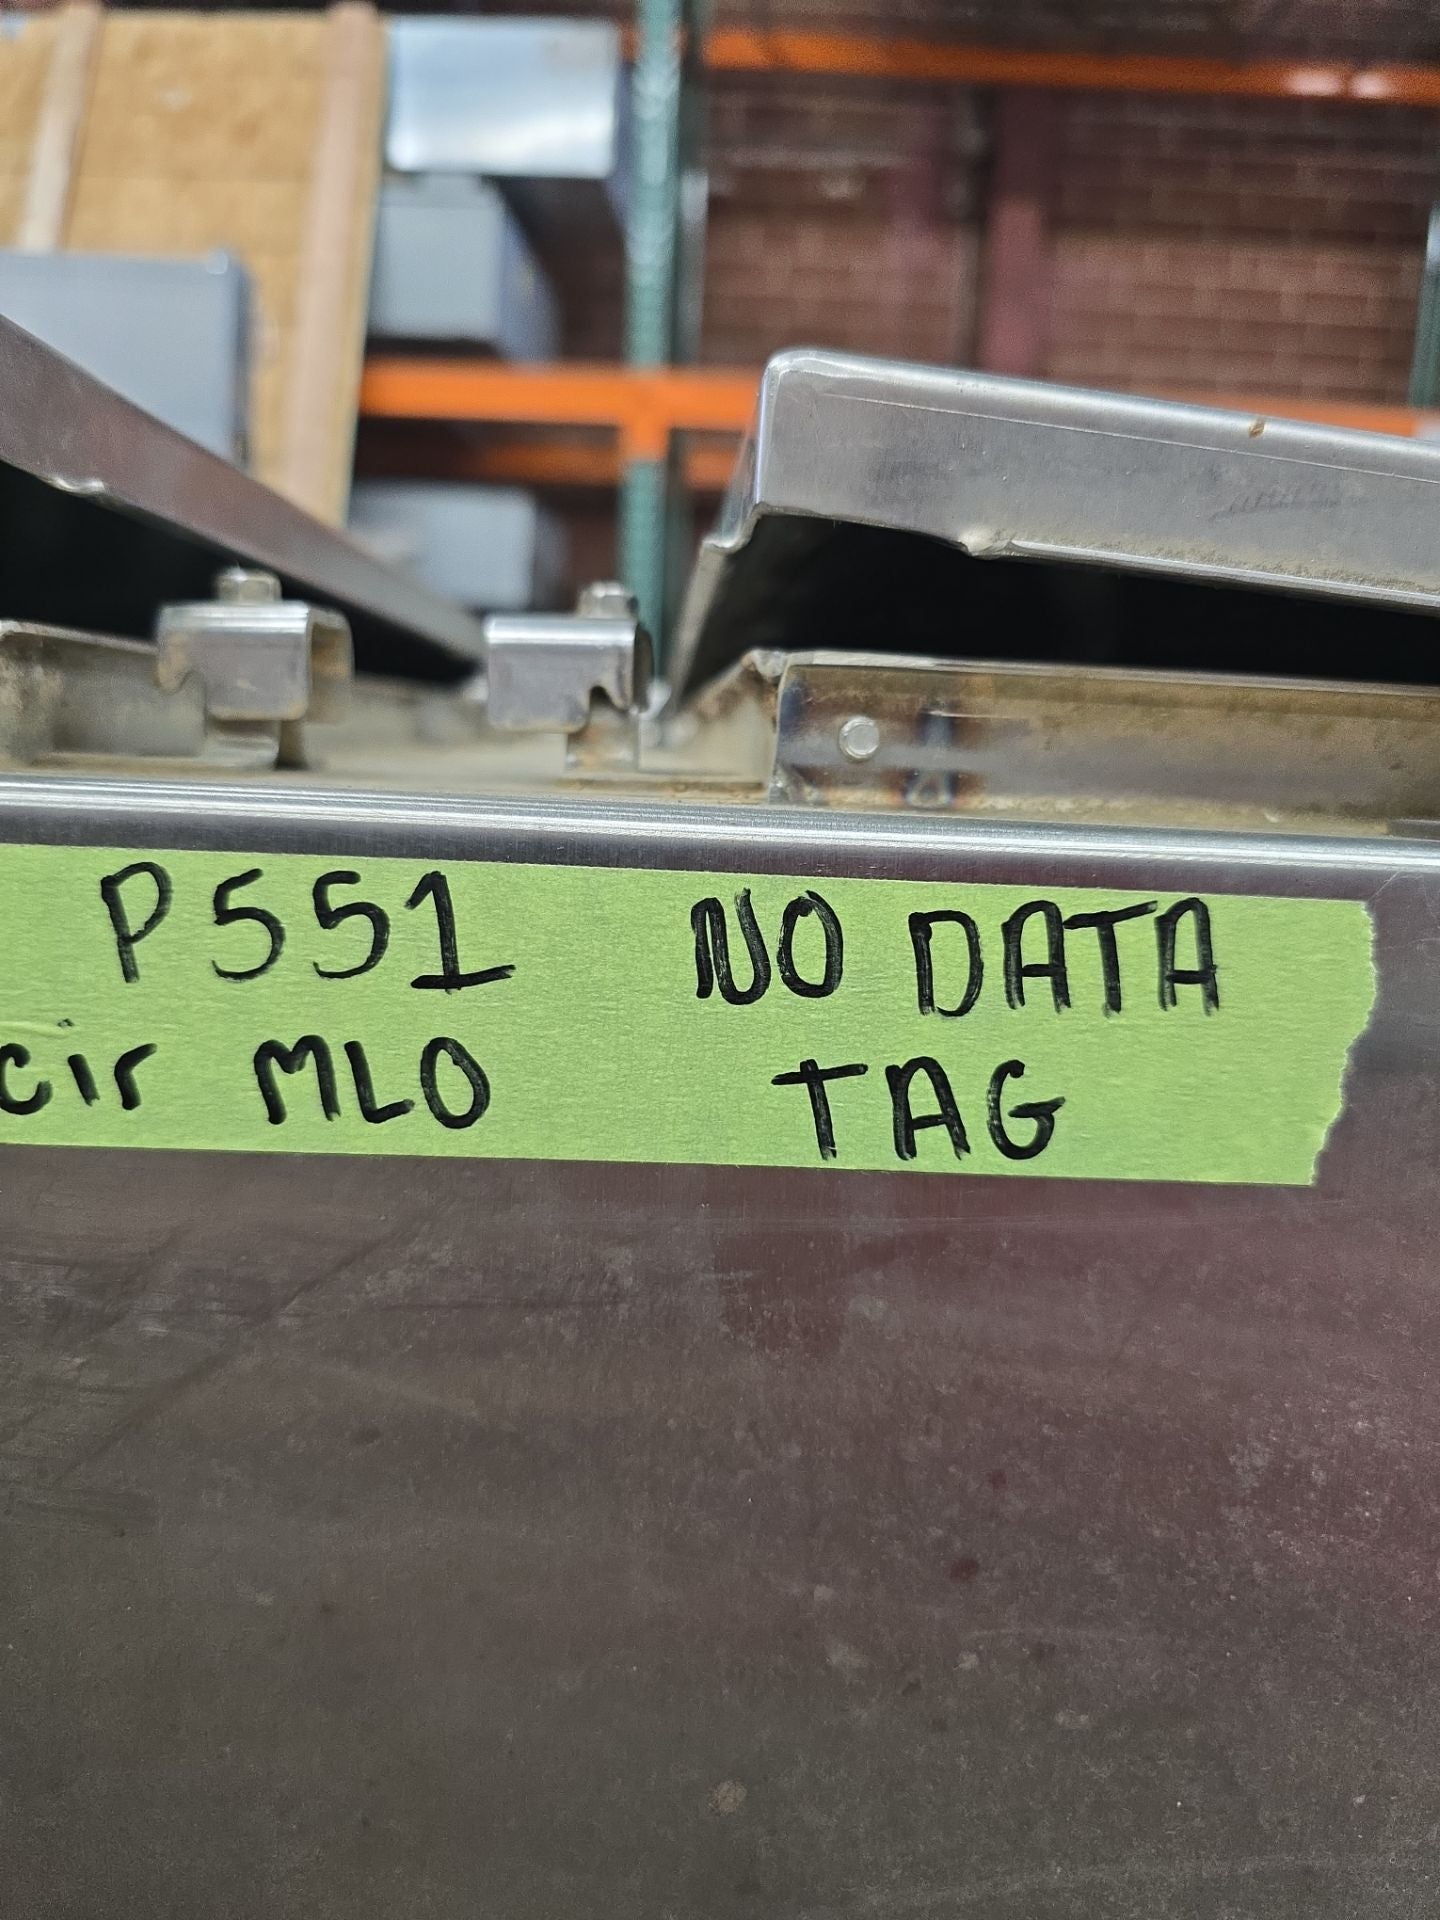 P551 NO DATA
cir MLO TAG